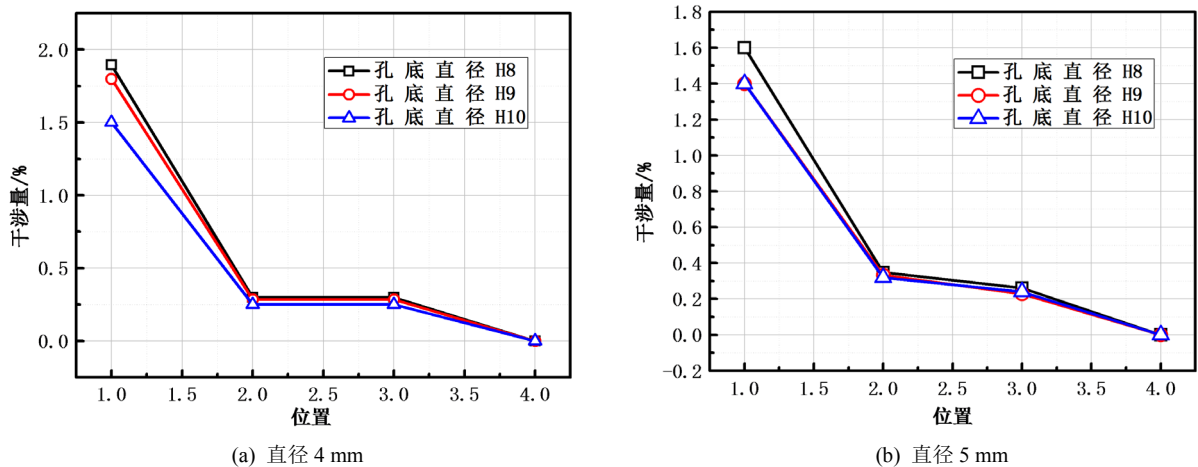 孔 底 直 径 H8
孔 底 直 径 H9
孔 底 直 径 H10
干涉量/%
2.0
1.5
1.0
0.5
0.0
1.0 1.5 2.0 2.5 3.0 3.5 4.0
位置
(a) 直径 4 mm
孔 底 直 径 H8
孔 底 直 径 H9
孔 底 直 径 H10
干涉量/%
1.8
1.6
1.4
1.2
1.0
0.8
0.6
0.4
0.2
0.0
-0.2
1.0 1.5 2.0 2.5 3.0 3.5 4.0
位置
(b) 直径 5 mm